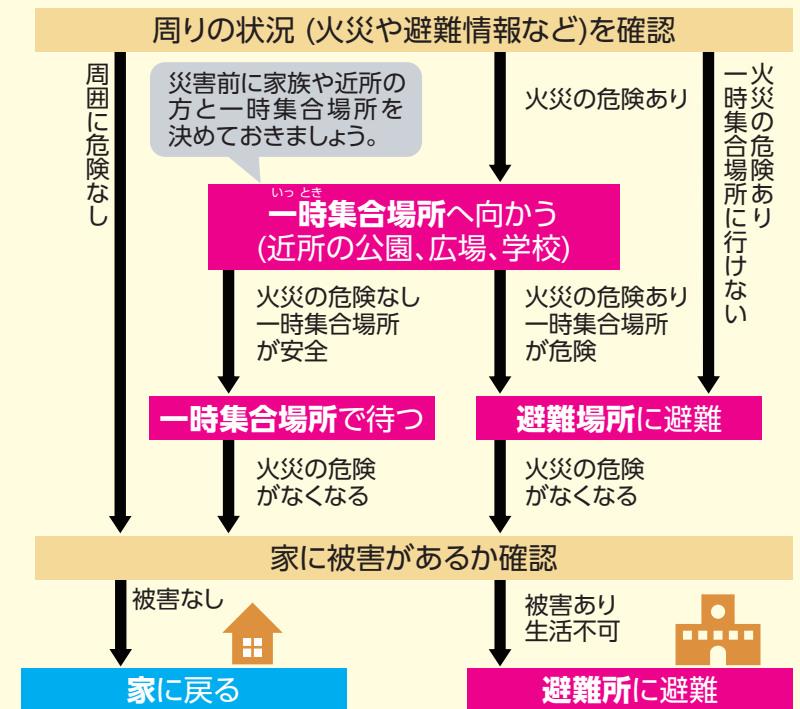 周りの状況 (火災や避難情報など)を確認
周囲に危険なし
災害前に家族や近所の
方と一時集合場所を
決めておきましょう。
火災の危険あり
火災の危険あり
一時集合場所に行けない
いっ とき
一時集合場所へ向かう
(近所の公園、広場、学校)
火災の危険なし
一時集合場所
が安全
火災の危険あり
一時集合場所
が危険
一時集合場所で待つ
避難場所に避難
火災の危険
がなくなる
火災の危険
がなくなる
家に被害があるか確認
被害なし
被害あり
生活不可
家に戻る
避難所に避難